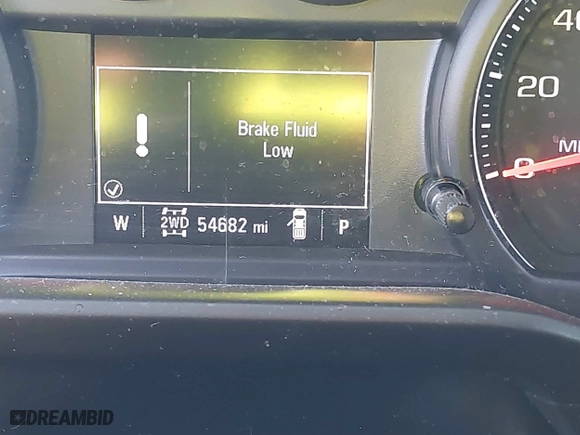 40
20
0
Brake Fluid
Low
W 2WD 54682 mi P
DREAMBID